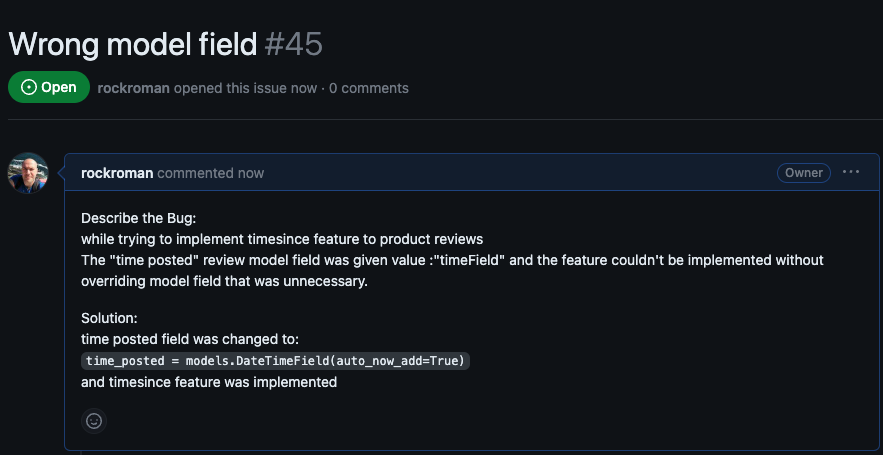 Wrong model field #45
Open rockroman opened this issue now · 0 comments
rockroman commented now Owner ...
Describe the Bug:
while trying to implement timesince feature to product reviews
The "time posted" review model field was given value :"timeField" and the feature couldn't be implemented without
overriding model field that was unnecessary.
Solution:
time posted field was changed to:
time_posted = models.DateTimeField(auto_now_add=True)
and timesince feature was implemented